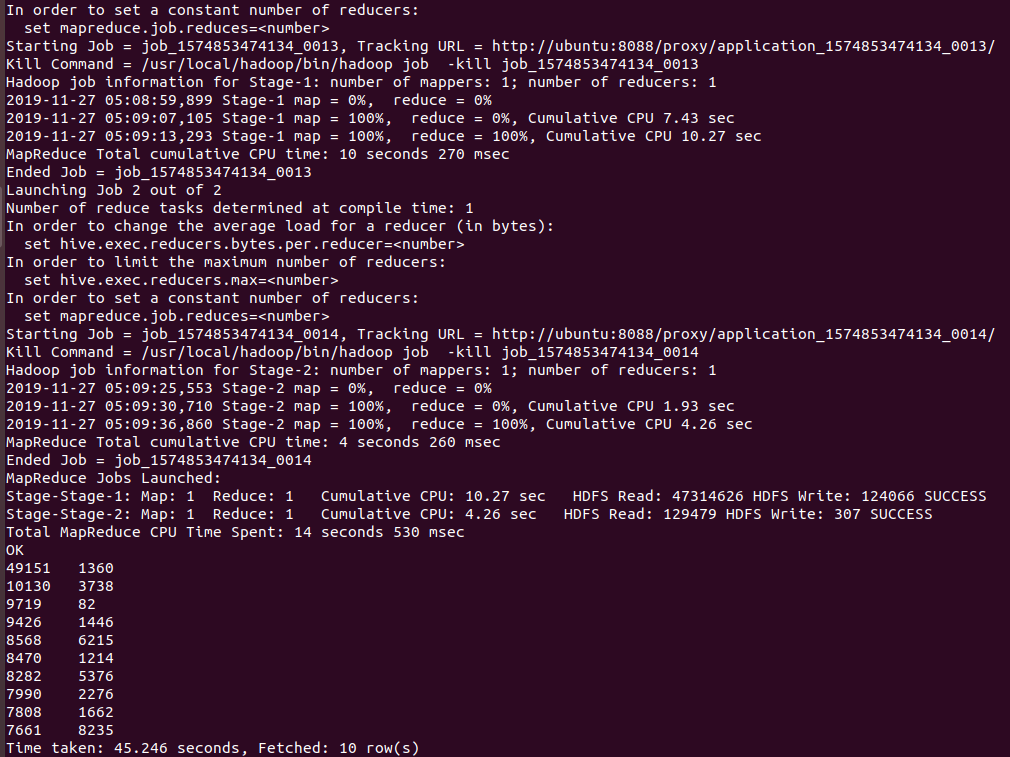 In order to set a constant number of reducers:
  set mapreduce.job.reduces=<number>
Starting Job = job_1574853474134_0013, Tracking URL = http://ubuntu:8088/proxy/application_1574853474134_0013/
Kill Command = /usr/local/hadoop/bin/hadoop job  -kill job_1574853474134_0013
Hadoop job information for Stage-1: number of mappers: 1; number of reducers: 1
2019-11-27 05:08:59,899 Stage-1 map = 0%,  reduce = 0%
2019-11-27 05:09:07,105 Stage-1 map = 100%,  reduce = 0%, Cumulative CPU 7.43 sec
2019-11-27 05:09:13,293 Stage-1 map = 100%,  reduce = 100%, Cumulative CPU 10.27 sec
MapReduce Total cumulative CPU time: 10 seconds 270 msec
Ended Job = job_1574853474134_0013
Launching Job 2 out of 2
Number of reduce tasks determined at compile time: 1
In order to change the average load for a reducer (in bytes):
  set hive.exec.reducers.bytes.per.reducer=<number>
In order to limit the maximum number of reducers:
  set hive.exec.reducers.max=<number>
In order to set a constant number of reducers:
  set mapreduce.job.reduces=<number>
Starting Job = job_1574853474134_0014, Tracking URL = http://ubuntu:8088/proxy/application_1574853474134_0014/
Kill Command = /usr/local/hadoop/bin/hadoop job  -kill job_1574853474134_0014
Hadoop job information for Stage-2: number of mappers: 1; number of reducers: 1
2019-11-27 05:09:25,553 Stage-2 map = 0%,  reduce = 0%
2019-11-27 05:09:30,710 Stage-2 map = 100%,  reduce = 0%, Cumulative CPU 1.93 sec
2019-11-27 05:09:36,860 Stage-2 map = 100%,  reduce = 100%, Cumulative CPU 4.26 sec
MapReduce Total cumulative CPU time: 4 seconds 260 msec
Ended Job = job_1574853474134_0014
MapReduce Jobs Launched:
Stage-Stage-1: Map: 1  Reduce: 1   Cumulative CPU: 10.27 sec   HDFS Read: 47314626 HDFS Write: 124066 SUCCESS
Stage-Stage-2: Map: 1  Reduce: 1   Cumulative CPU: 4.26 sec   HDFS Read: 129479 HDFS Write: 307 SUCCESS
Total MapReduce CPU Time Spent: 14 seconds 530 msec
OK
49151	1360
10130	3738
9719	82
9426	1446
8568	6215
8470	1214
8282	5376
7990	2276
7808	1662
7661	8235
Time taken: 45.246 seconds, Fetched: 10 row(s)